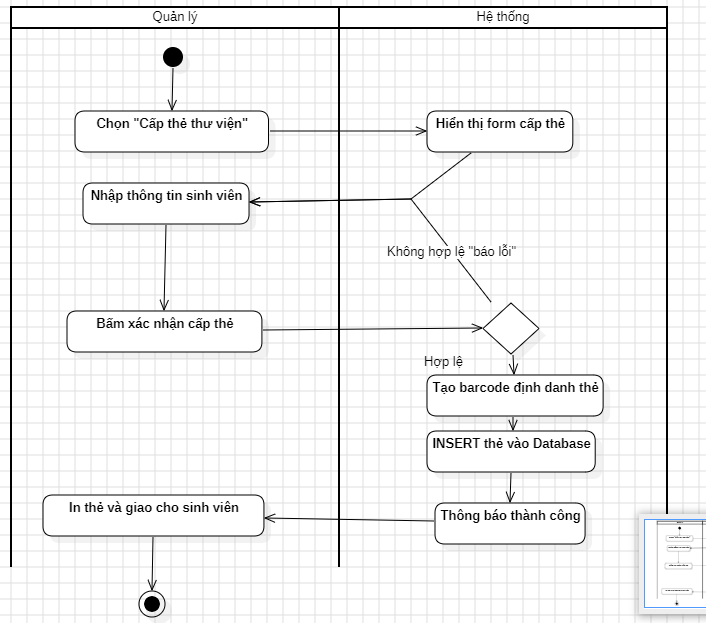 Quản lý
Hệ thống
Chọn "Cấp thẻ thư viện"
Hiển thị form cấp thẻ
Nhập thông tin sinh viên
Không hợp lệ "báo lỗi"
Bấm xác nhận cấp thẻ
Hợp lệ
Tạo barcode định danh thẻ
INSERT thẻ vào Database
In thẻ và giao cho sinh viên
Thông báo thành công